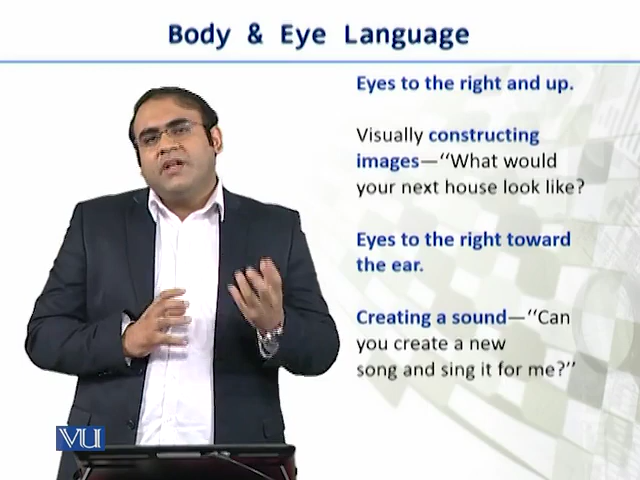 Body & Eye Language
Eyes to the right and up.
Visually constructing
images—“What would
your next house look like?
Eyes to the right toward
the ear.
Creating a sound—“Can
you create a new
song and sing it for me?”
VU